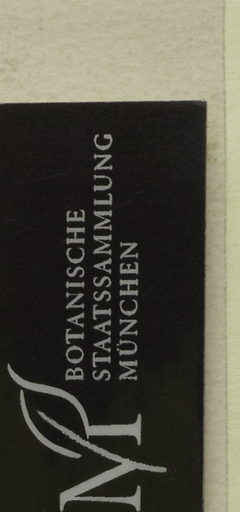 BOTANISCHE
STAATSSAMMLUNG
MÜNCHEN
M